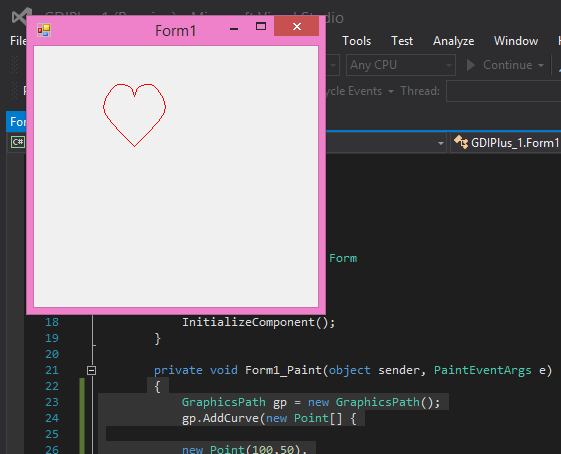 GDIPlus_1 (Running) - Microsoft Visual Studio
Form1
Tools Test Analyze Window
Any CPU Continue
cycle Events Thread:
For
C# GDIPlus_1.Form1
Form
18 InitializeComponent();
19 }
20
21 private void Form1_Paint(object sender, PaintEventArgs e)
22 {
23 GraphicsPath gp = new GraphicsPath();
24 gp.AddCurve(new Point[] {
25
26 new Point(100,50),